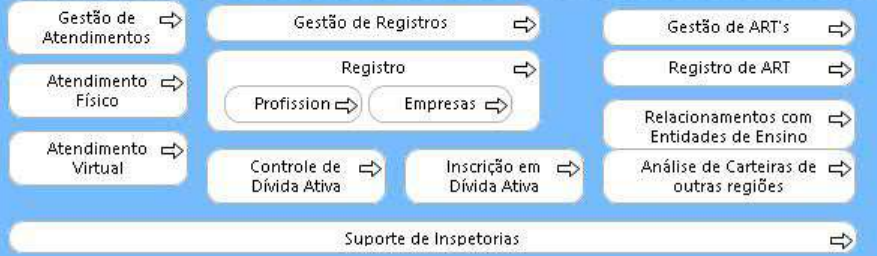 Gestão de
Atendimentos
Atendimento
Físico
Atendimento
Virtual
Gestão de Registros
Registro
Profission
Empresas
Controle de
Dívida Ativa
Inscrição em
Dívida Ativa
Gestão de ART's
Registro de ART
Relacionamentos com
Entidades de Ensino
Análise de Carteiras de
outras regiões
Suporte de Inspetorias